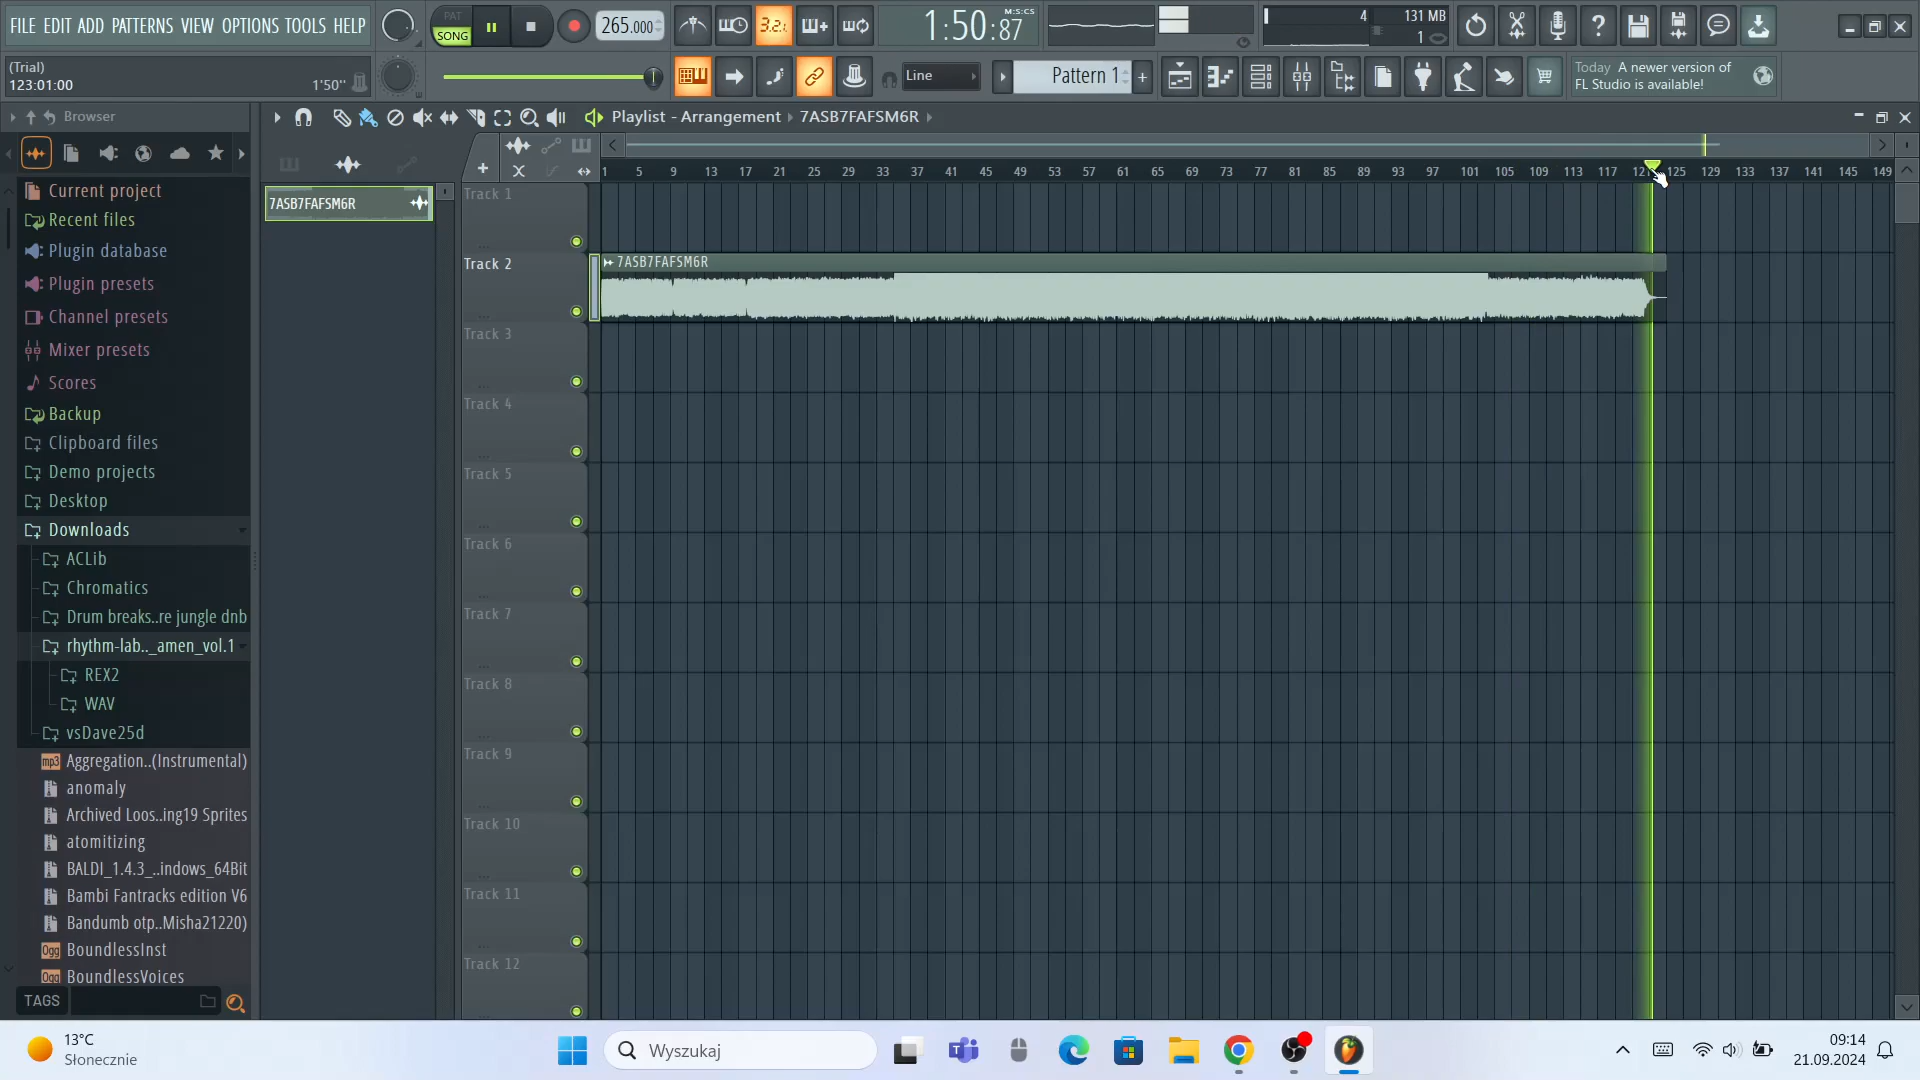 FILE EDIT ADD PATTERNS VIEW OPTIONS TOOLS HELP
(Trial)
123:01:00
1'50''
PAT
SONG
265.000
3.2.
1:50:87
M:S:CS
4
131 MB
1
Line
Pattern 1
Today A newer version of
FL Studio is available!
Browser
Playlist - Arrangement 7ASB7FAFSM6R
Current project
Recent files
Plugin database
Plugin presets
Channel presets
Mixer presets
Scores
Backup
Clipboard files
Demo projects
Desktop
Downloads
ACLib
Chromatics
Drum breaks..re jungle dnb
rhythm-lab.._amen_vol.1
REX2
WAV
vsDave25d
mp3 Aggregation..(Instrumental)
anomaly
Archived Loos..ing19 Sprites
atomitizing
BALDI_1.4.3_..indows_64Bit
Bambi Fantracks edition V6
Bandumb otp..Misha21220)
Ogg BoundlessInst
Ogg BoundlessVoices
TAGS
7ASB7FAFSM6R
1 5 9 13 17 21 25 29 33 37 41 45 49 53 57 61 65 69 73 77 81 85 89 93 97 101 105 109 113 117 121 125 129 133 137 141 145 149
Track 1
Track 2
7ASB7FAFSM6R
Track 3
Track 4
Track 5
Track 6
Track 7
Track 8
Track 9
Track 10
Track 11
Track 12
13°C
Słonecznie
Wyszukaj
09:14
21.09.2024